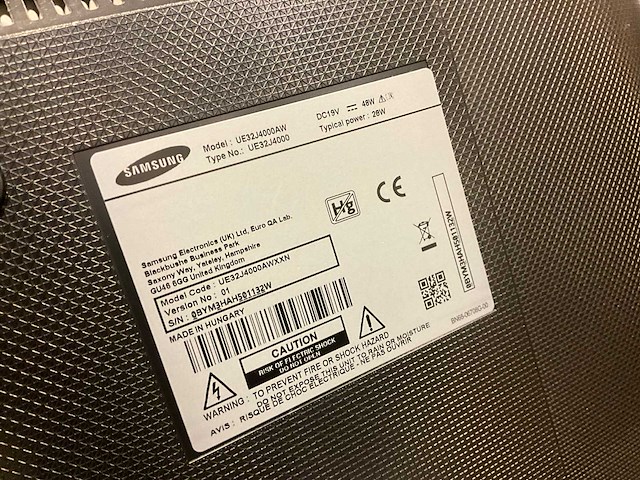 SAMSUNG
Model : UE32J4000AW
Type No.: UE32J4000
DC19V 48W
Typical power : 28W
Hg
CE
Samsung Electronics (UK) Ltd, Euro QA Lab.
Blackbushe Business Park
Saxony Way, Yateley, Hampshire
GU46 6GG United Kingdom
Model Code : UE32J4000AWXXN
Version No : 01
S/N : 0BYM3HAH501132W
0BYM3HAH501132W
MADE IN HUNGARY
CAUTION
RISK OF ELECTRIC SHOCK
DO NOT OPEN
WARNING : TO PREVENT FIRE OR SHOCK HAZARD
DO NOT EXPOSE THIS UNIT TO RAIN OR MOISTURE
AVIS : RISQUE DE CHOC ELECTRIQUE - NE PAS OUVRIR